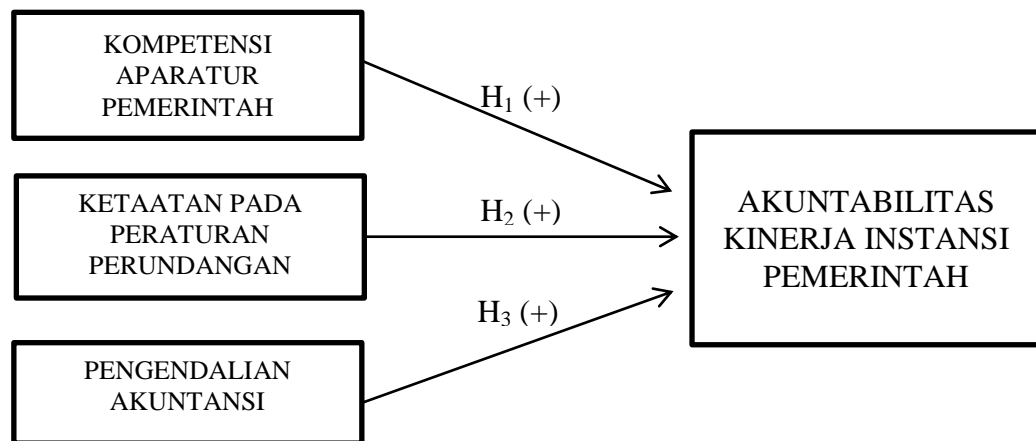 KOMPETENSI
APARATUR
PEMERINTAH
H₁ (+)
KETAATAN PADA
PERATURAN
PERUNDANGAN
H₂ (+)
AKUNTABILITAS
KINERJA INSTANSI
PEMERINTAH
H₃ (+)
PENGENDALIAN
AKUNTANSI